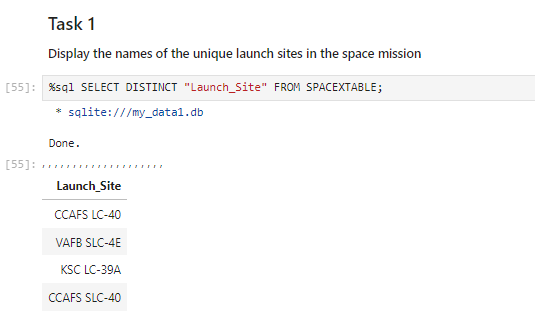 Task 1
Display the names of the unique launch sites in the space mission
[55]: %sql SELECT DISTINCT "Launch_Site" FROM SPACEXTABLE;
* sqlite:///my_data1.db
Done.
[55]: ,,,,,,,,,,,,,,,,,,,,
Launch_Site
CCAFS LC-40
VAFB SLC-4E
KSC LC-39A
CCAFS SLC-40